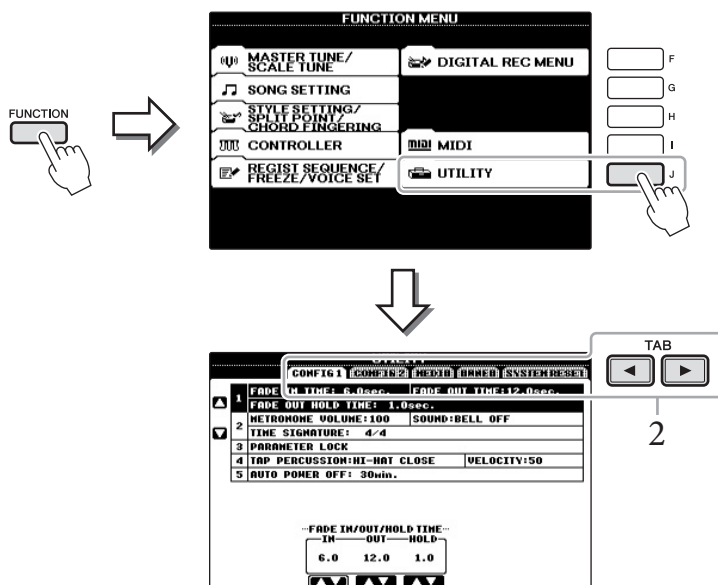 FUNCTION MENU
MASTER TUNE/
SCALE TUNE
DIGITAL REC MENU
F
SONG SETTING
G
FUNCTION
STYLE SETTING/
SPLIT POINT/
CHORD FINGERING
H
CONTROLLER
MIDI MIDI
I
REGIST SEQUENCE/
FREEZE/VOICE SET
UTILITY
J
UTILITY
TAB
CONFIG 1 CONFIG 2 MEDIA OWNER SYSTEM RESET
1 FADE IN TIME: 6.0sec. FADE OUT TIME:12.0sec.
FADE OUT HOLD TIME: 1.0sec.
2 METRONOME VOLUME:100 SOUND:BELL OFF
TIME SIGNATURE: 4/4
2
3 PARAMETER LOCK
4 TAP PERCUSSION:HI-HAT CLOSE VELOCITY:50
5 AUTO POWER OFF: 30min.
FADE IN/OUT/HOLD TIME
IN OUT HOLD
6.0 12.0 1.0